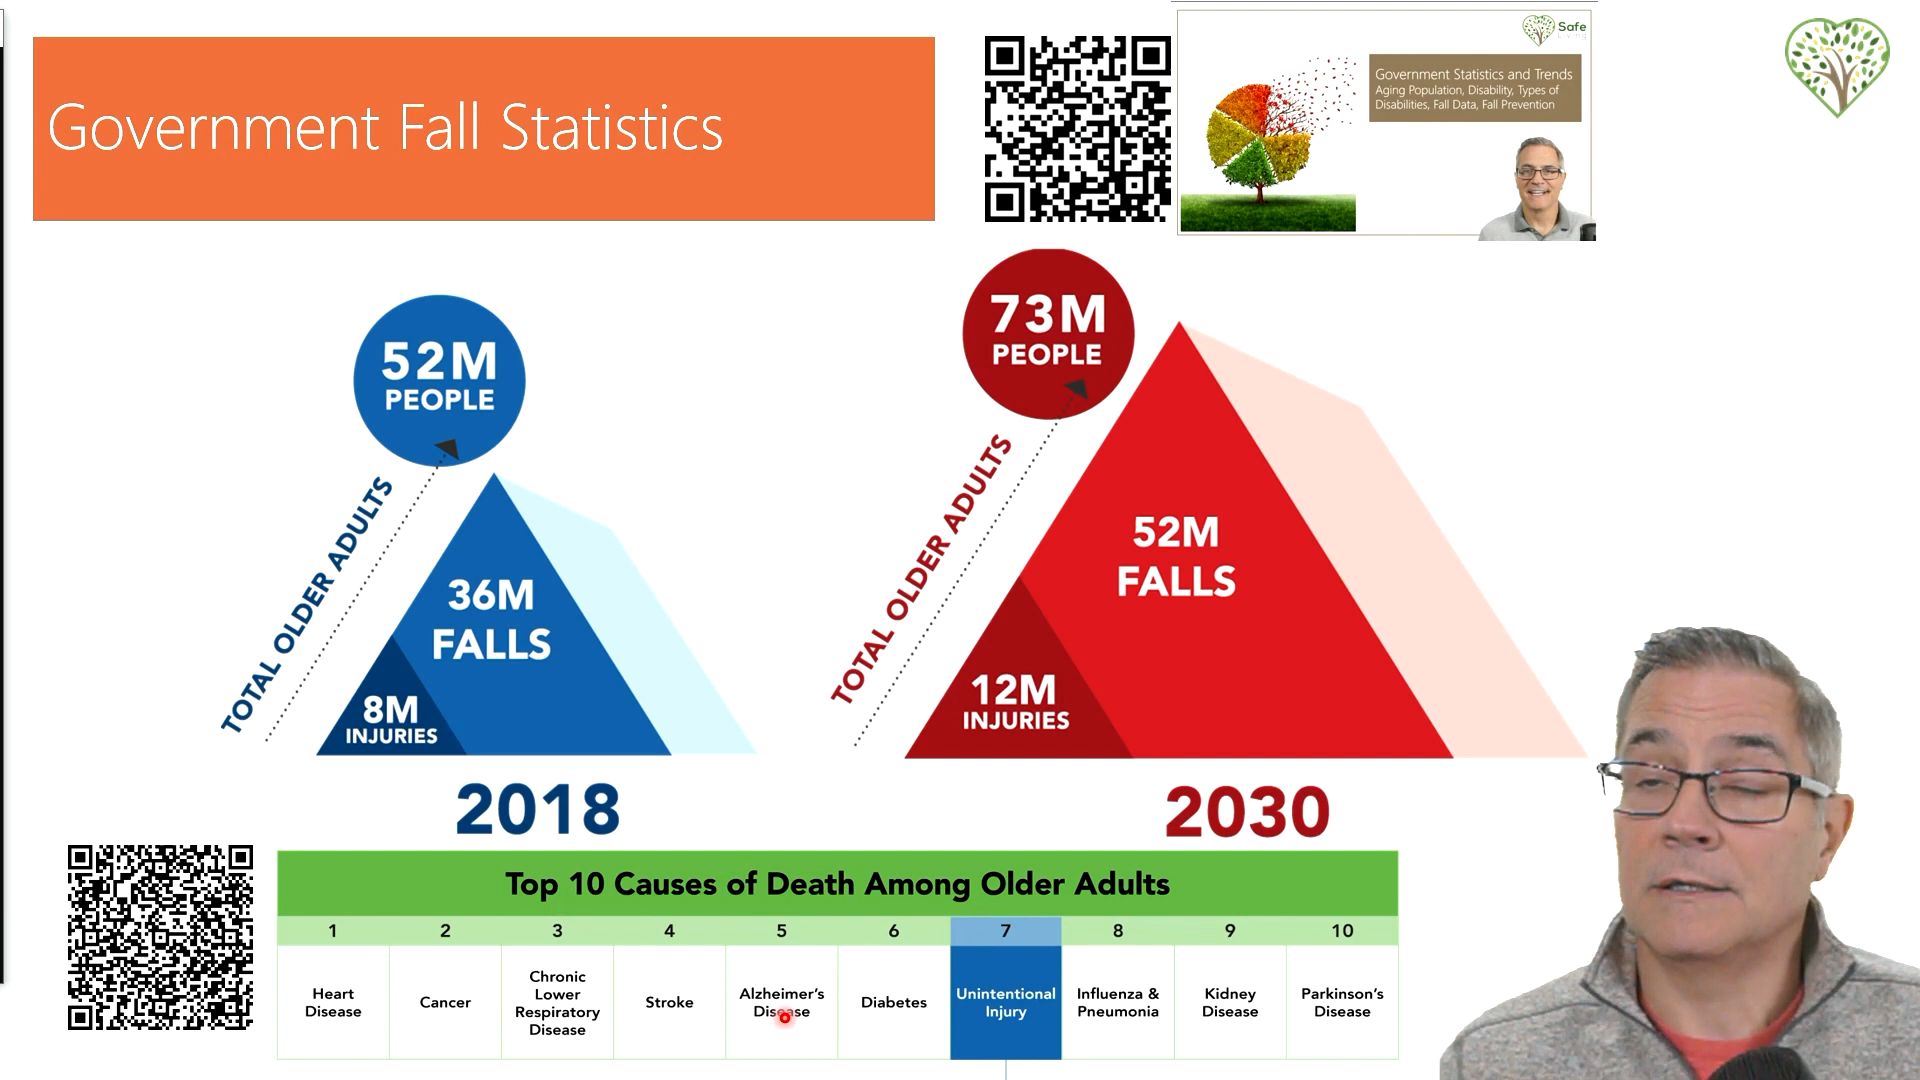 Government Fall Statistics
Safe
Living
Government Statistics and Trends
Aging Population, Disability, Types of
Disabilities, Fall Data, Fall Prevention
52M
PEOPLE
TOTAL OLDER ADULTS
36M
FALLS
8M
INJURIES
2018
73M
PEOPLE
TOTAL OLDER ADULTS
52M
FALLS
12M
INJURIES
2030
Top 10 Causes of Death Among Older Adults
1 2 3 4 5 6 7 8 9 10
Heart
Disease
Cancer
Chronic
Lower
Respiratory
Disease
Stroke
Alzheimer's
Disease
Diabetes
Unintentional
Injury
Influenza &
Pneumonia
Kidney
Disease
Parkinson's
Disease